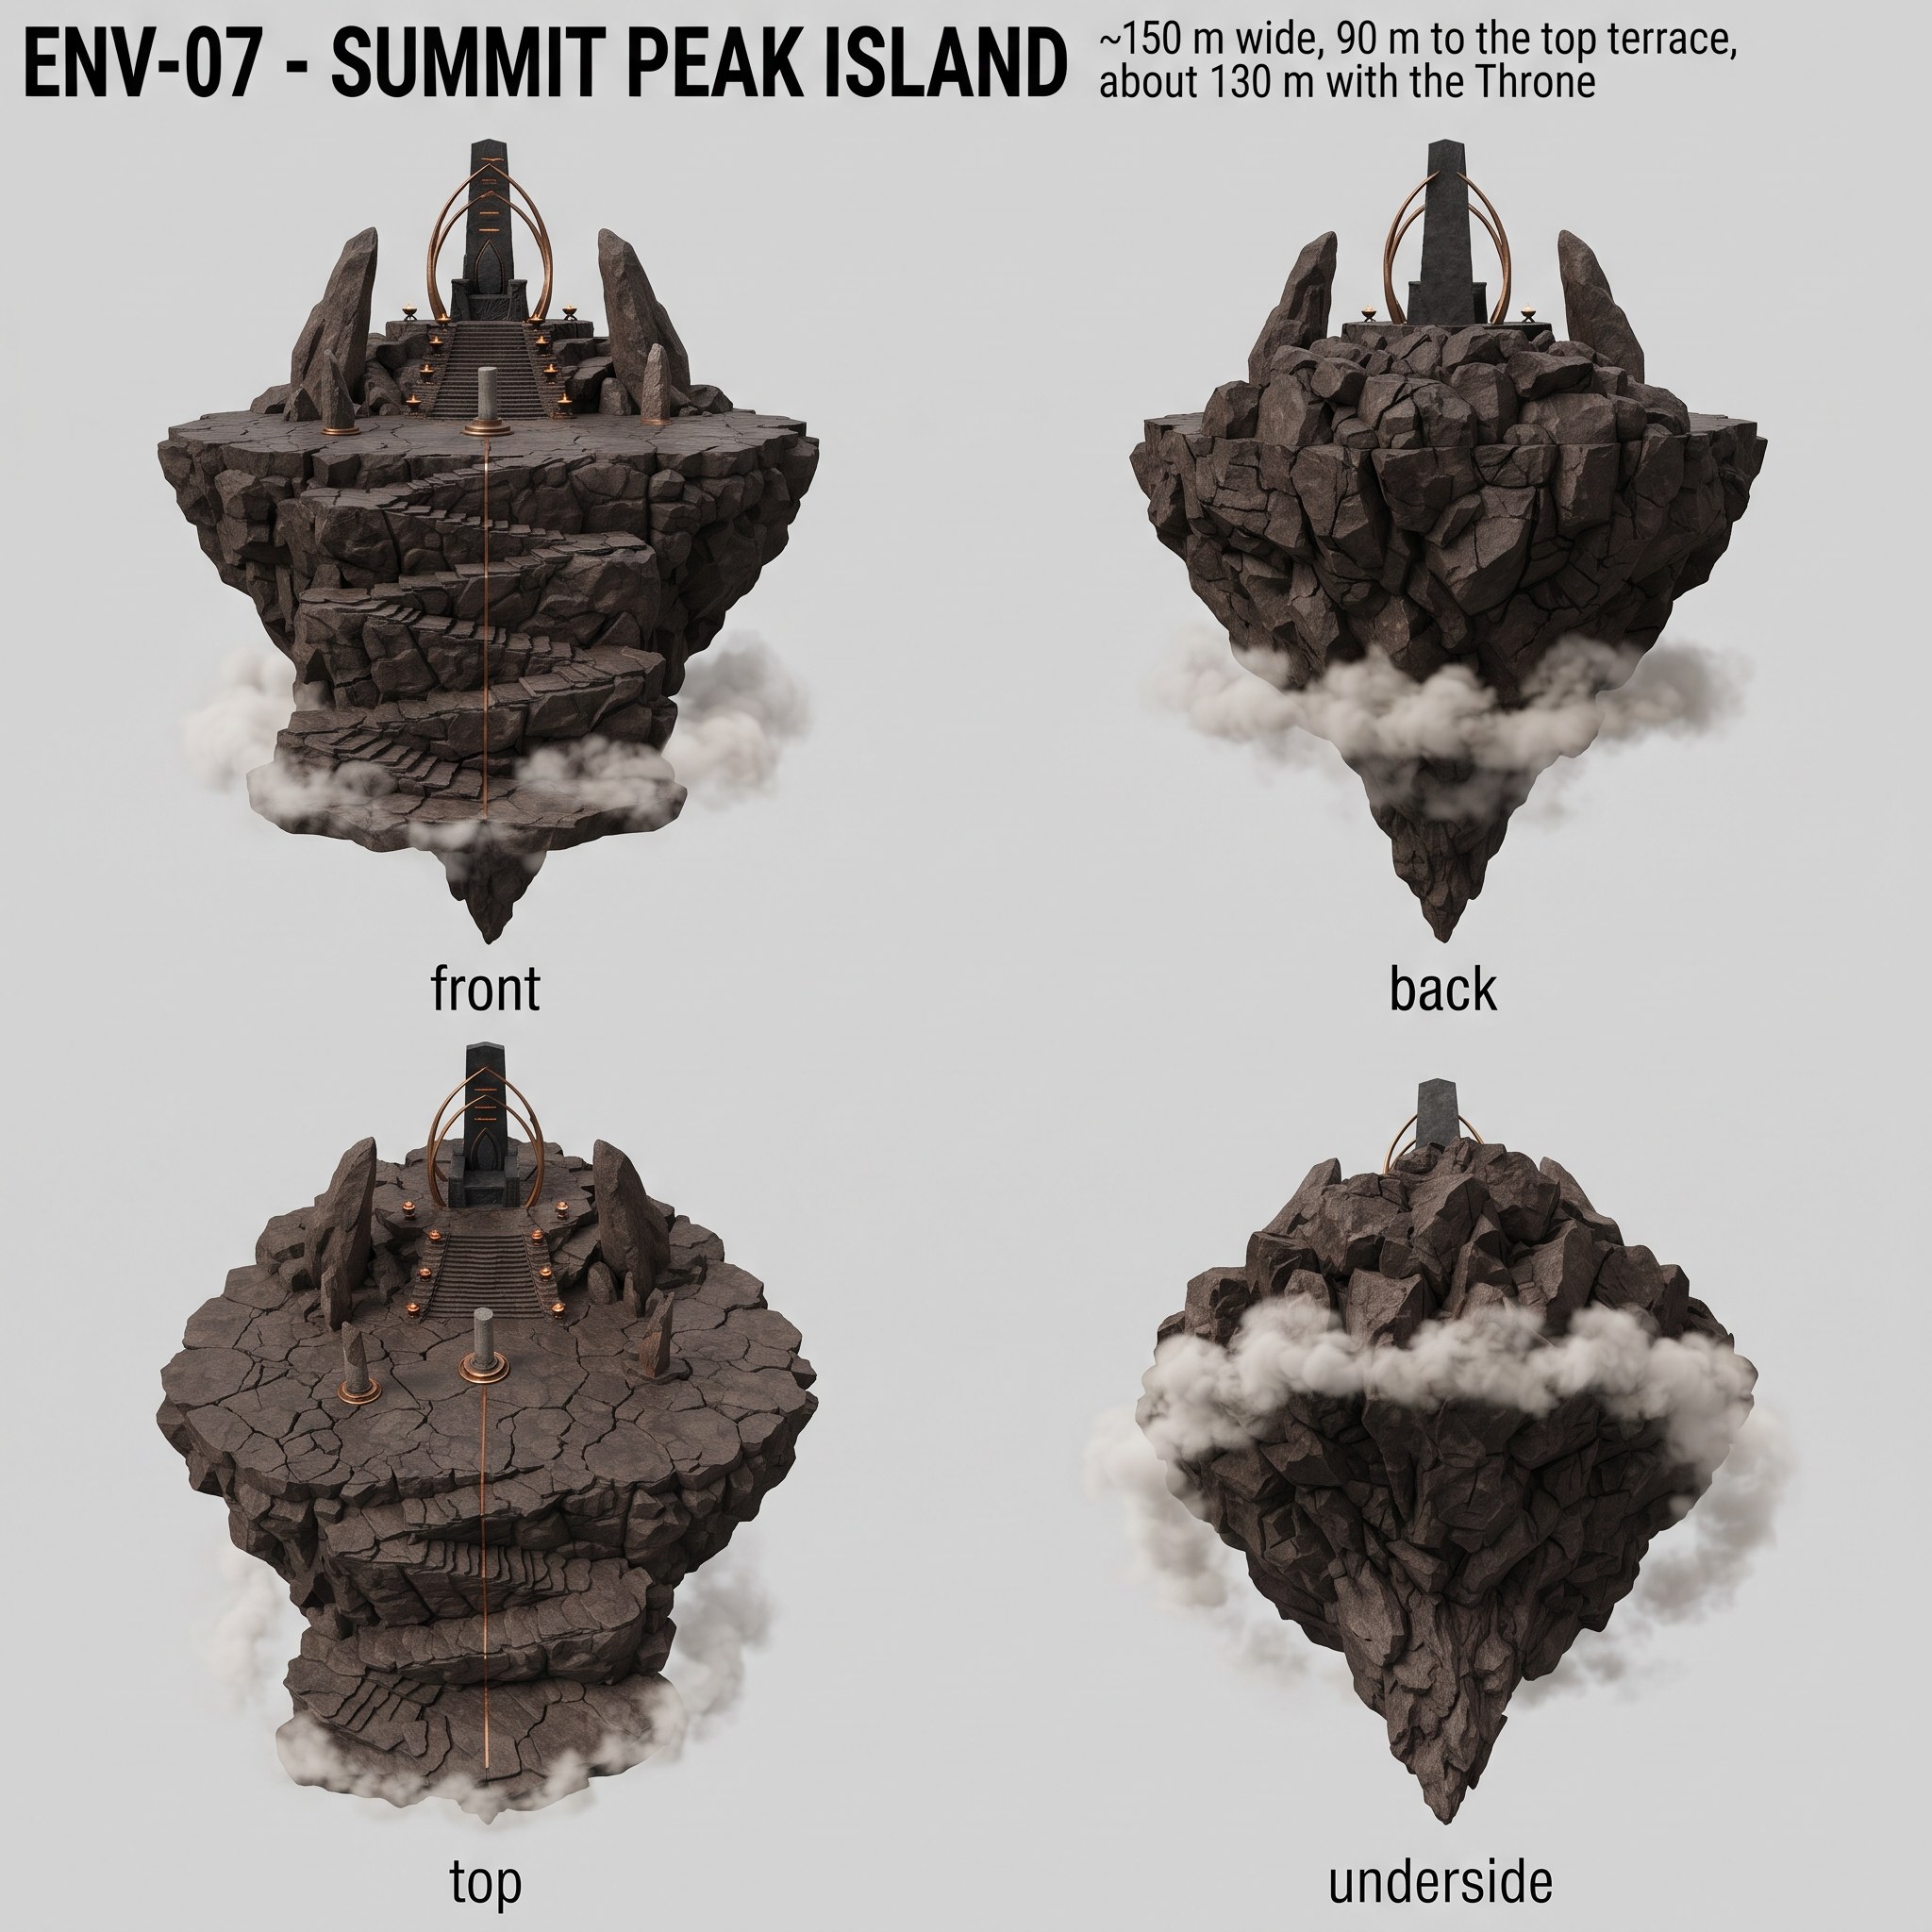 ENV-07 - SUMMIT PEAK ISLAND
~150 m wide, 90 m to the top terrace,
about 130 m with the Throne
front
back
top
underside